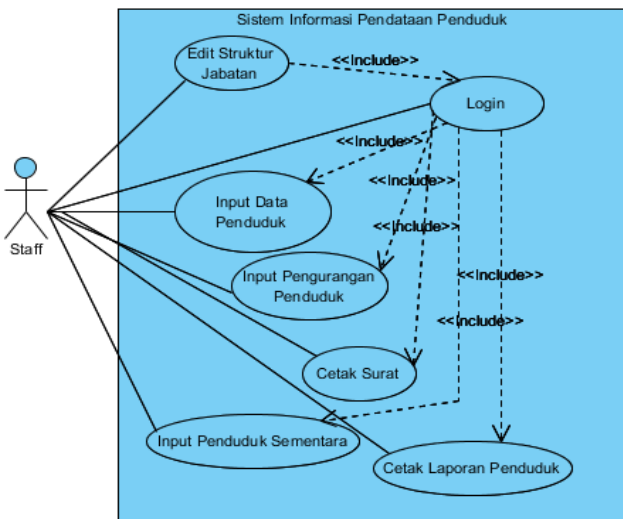 Sistem Informasi Pendataan Penduduk
Edit Struktur
Jabatan
<<Include>>
Login
<<Include>>
<<Include>>
Input Data
Penduduk
<<Include>>
Staff
Input Pengurangan
Penduduk
<<Include>>
<<Include>>
Cetak Surat
Input Penduduk Sementara
Cetak Laporan Penduduk